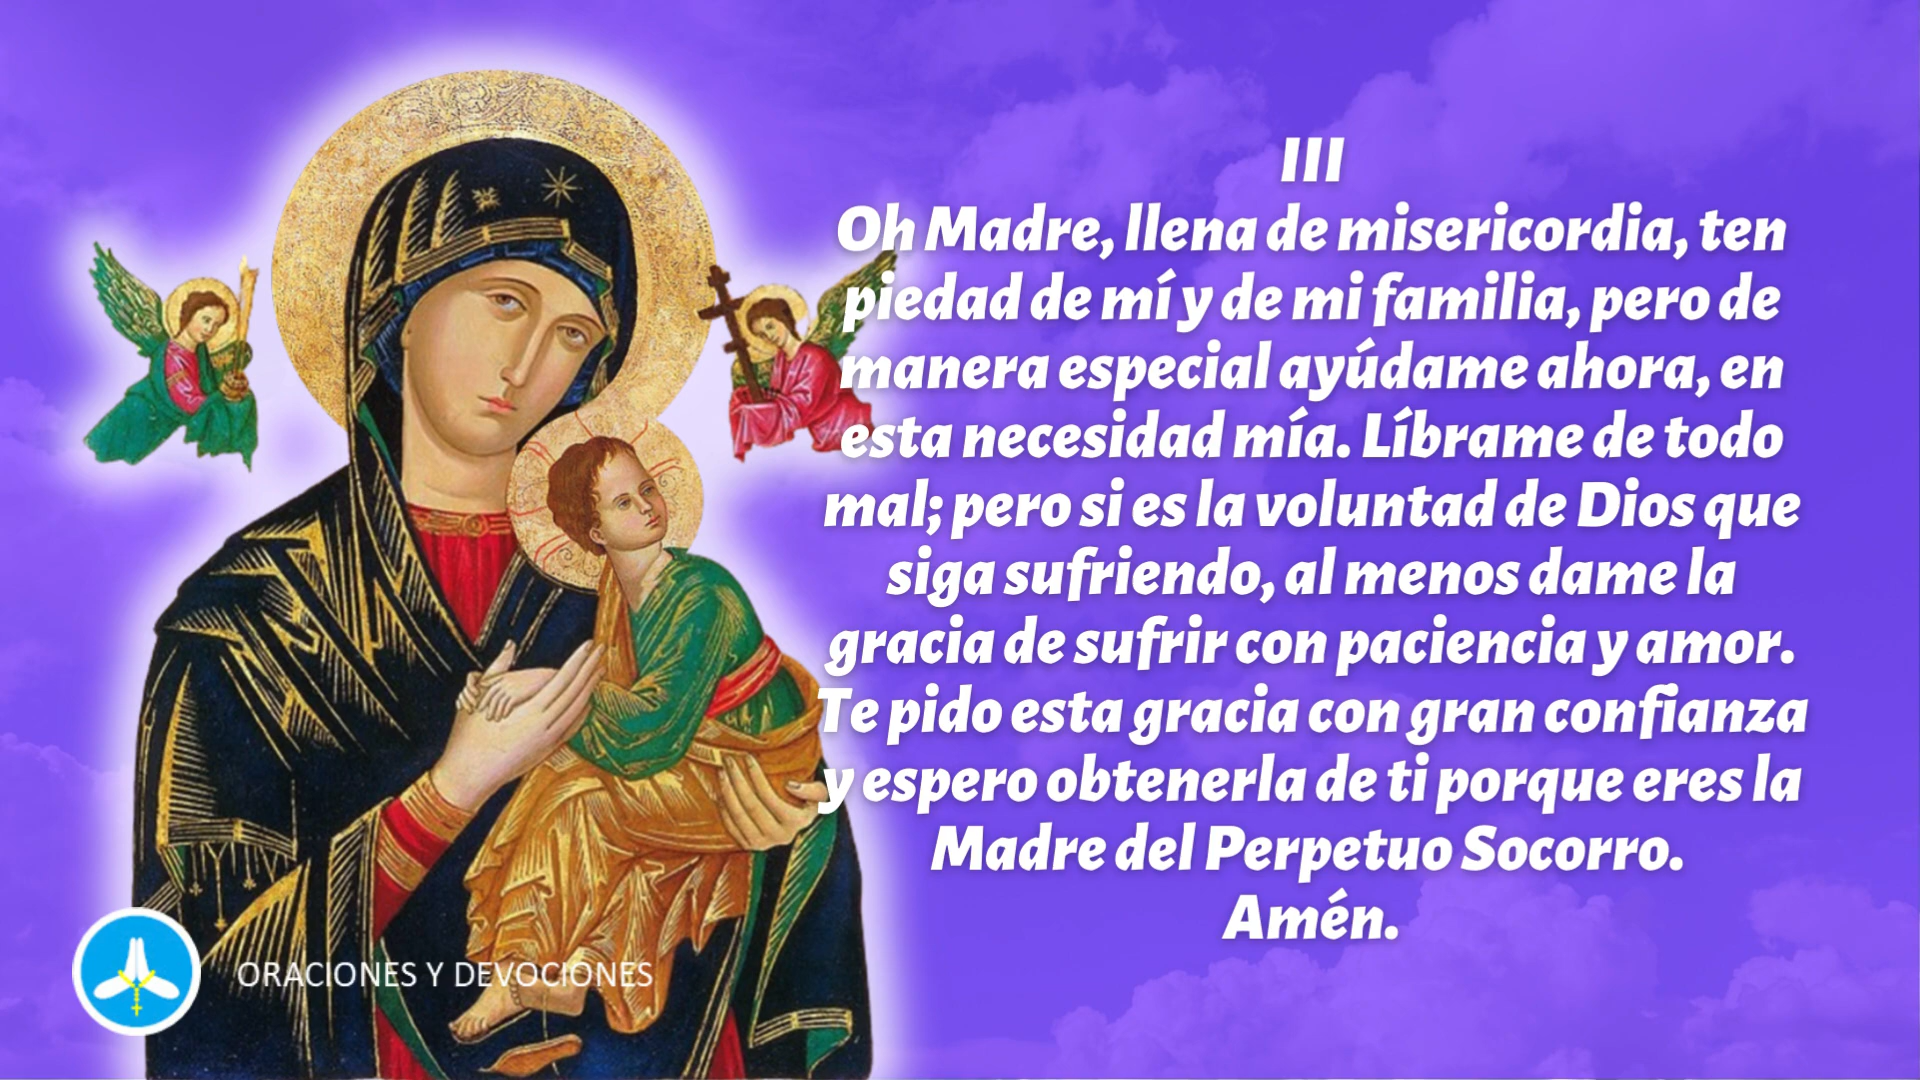 III
Oh Madre, llena de misericordia, ten
piedad de mí y de mi familia, pero de
manera especial ayúdame ahora, en
esta necesidad mía. Líbrame de todo
mal; pero si es la voluntad de Dios que
siga sufriendo, al menos dame la
gracia de sufrir con paciencia y amor.
Te pido esta gracia con gran confianza
y espero obtenerla de ti porque eres la
Madre del Perpetuo Socorro.
Amén.
ORACIONES Y DEVOCIONES